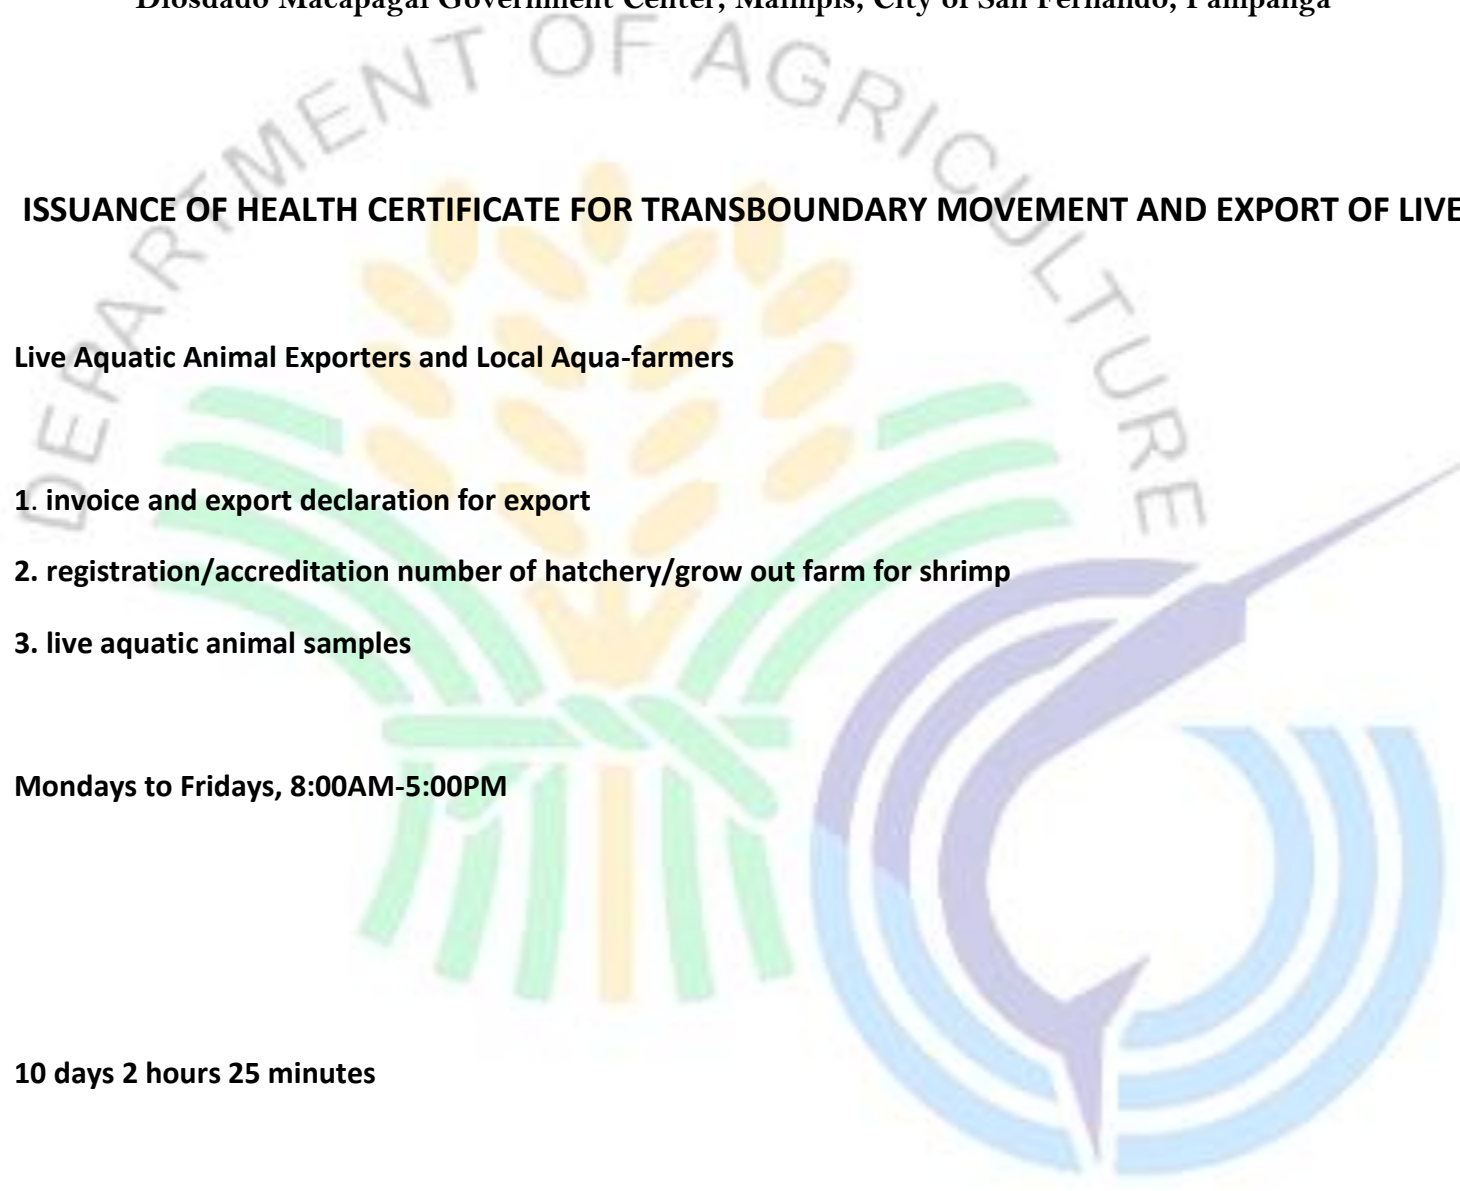 Diosdado Macapagal Government Center, Maimpis, City of San Fernando, Pampanga
DEPARTMENT OF AGRICULTURE
ISSUANCE OF HEALTH CERTIFICATE FOR TRANSBOUNDARY MOVEMENT AND EXPORT OF LIVE
Live Aquatic Animal Exporters and Local Aqua-farmers
1. invoice and export declaration for export
2. registration/accreditation number of hatchery/grow out farm for shrimp
3. live aquatic animal samples
Mondays to Fridays, 8:00AM-5:00PM
10 days 2 hours 25 minutes